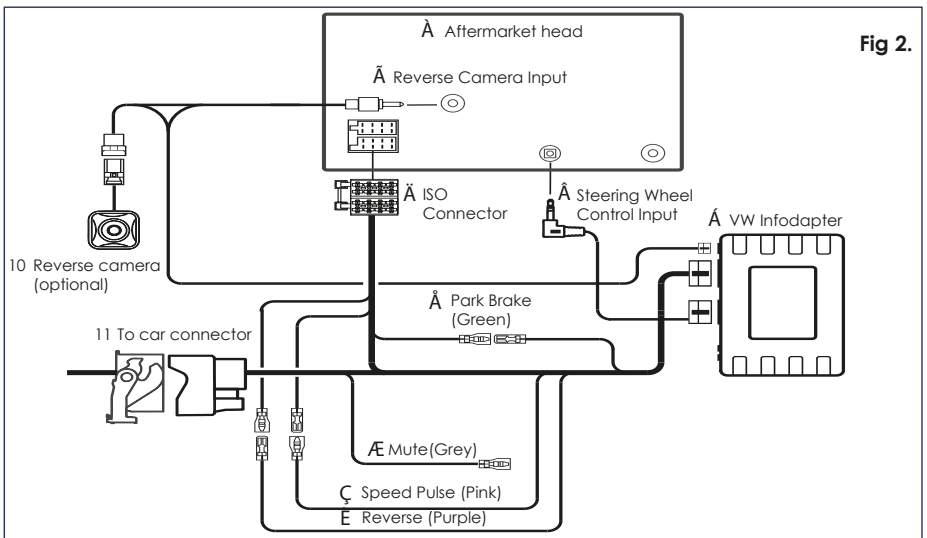 À Aftermarket head
Fig 2.
Ã Reverse Camera Input
Ä ISO
Connector
Â Steering Wheel
Control Input
Á VW Infodapter
10 Reverse camera
(optional)
Å Park Brake
(Green)
11 To car connector
Æ Mute(Grey)
Ç Speed Pulse (Pink)
È Reverse (Purple)